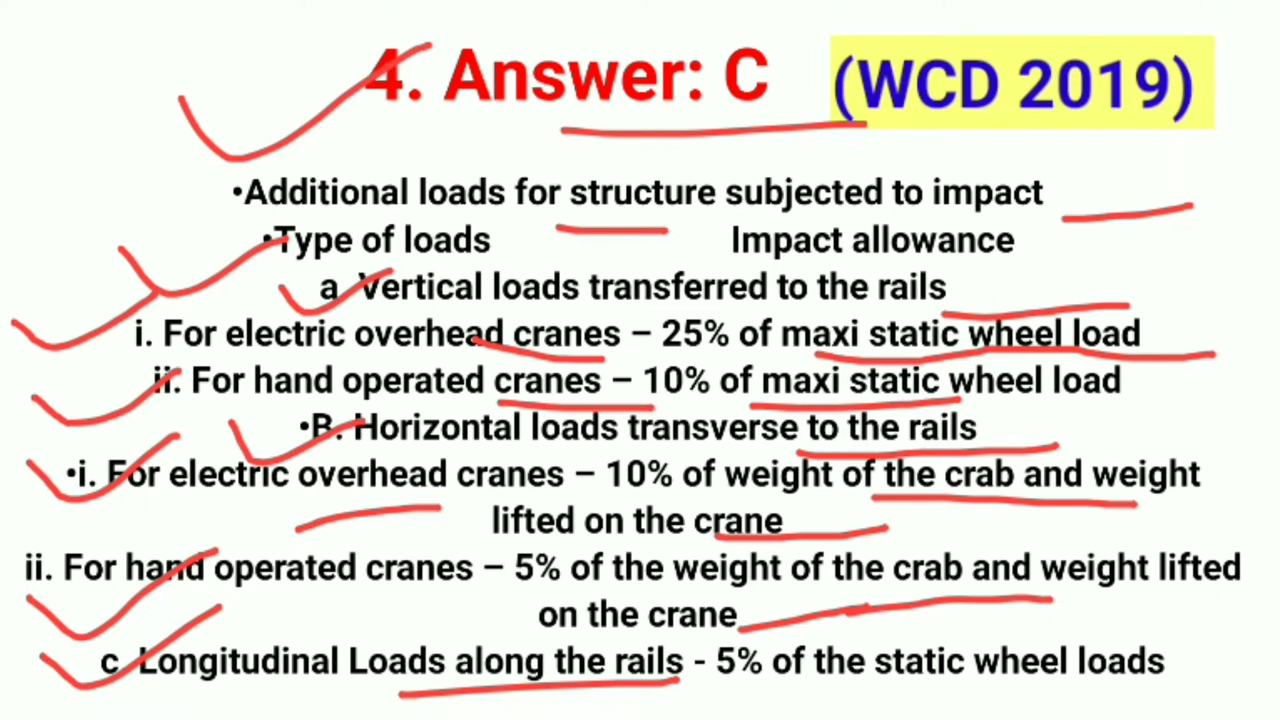 4. Answer: C (WCD 2019)
•Additional loads for structure subjected to impact
•Type of loads Impact allowance
a Vertical loads transferred to the rails
i. For electric overhead cranes – 25% of maxi static wheel load
ii. For hand operated cranes – 10% of maxi static wheel load
•B. Horizontal loads transverse to the rails
•i. For electric overhead cranes – 10% of weight of the crab and weight
lifted on the crane
ii. For hand operated cranes – 5% of the weight of the crab and weight lifted
on the crane
c Longitudinal Loads along the rails - 5% of the static wheel loads